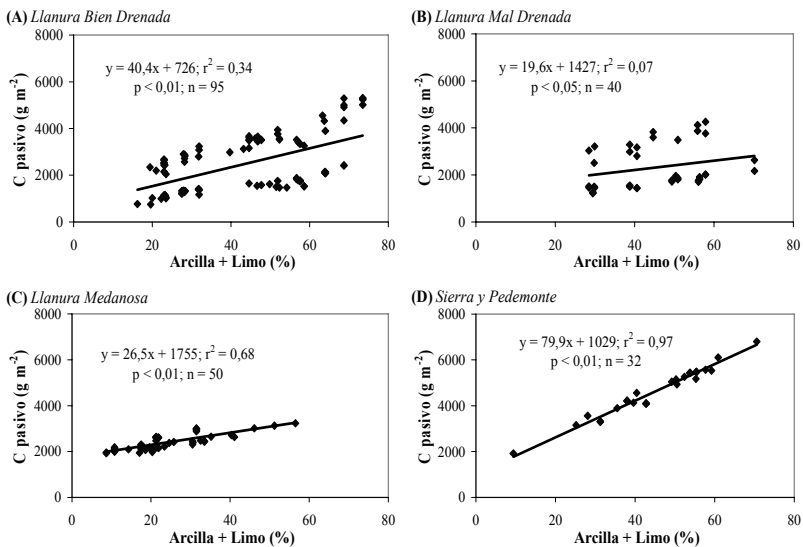 (A) Llanura Bien Drenada
8000
6000
4000
2000
0
C pasivo (g m-2)
y = 40,4x + 726; r2 = 0,34
p < 0,01; n = 95
0 20 40 60 80
Arcilla + Limo (%)
(B) Llanura Mal Drenada
8000
6000
4000
2000
0
C pasivo (g m-2)
y = 19,6x + 1427; r2 = 0,07
p < 0,05; n = 40
0 20 40 60 80
Arcilla + Limo (%)
(C) Llanura Medanosa
8000
6000
4000
2000
0
C pasivo (g m-2)
y = 26,5x + 1755; r2 = 0,68
p < 0,01; n = 50
0 20 40 60 80
Arcilla + Limo (%)
(D) Sierra y Pedemonte
8000
6000
4000
2000
0
C pasivo (g m-2)
y = 79,9x + 1029; r2 = 0,97
p < 0,01; n = 32
0 20 40 60 80
Arcilla + Limo (%)